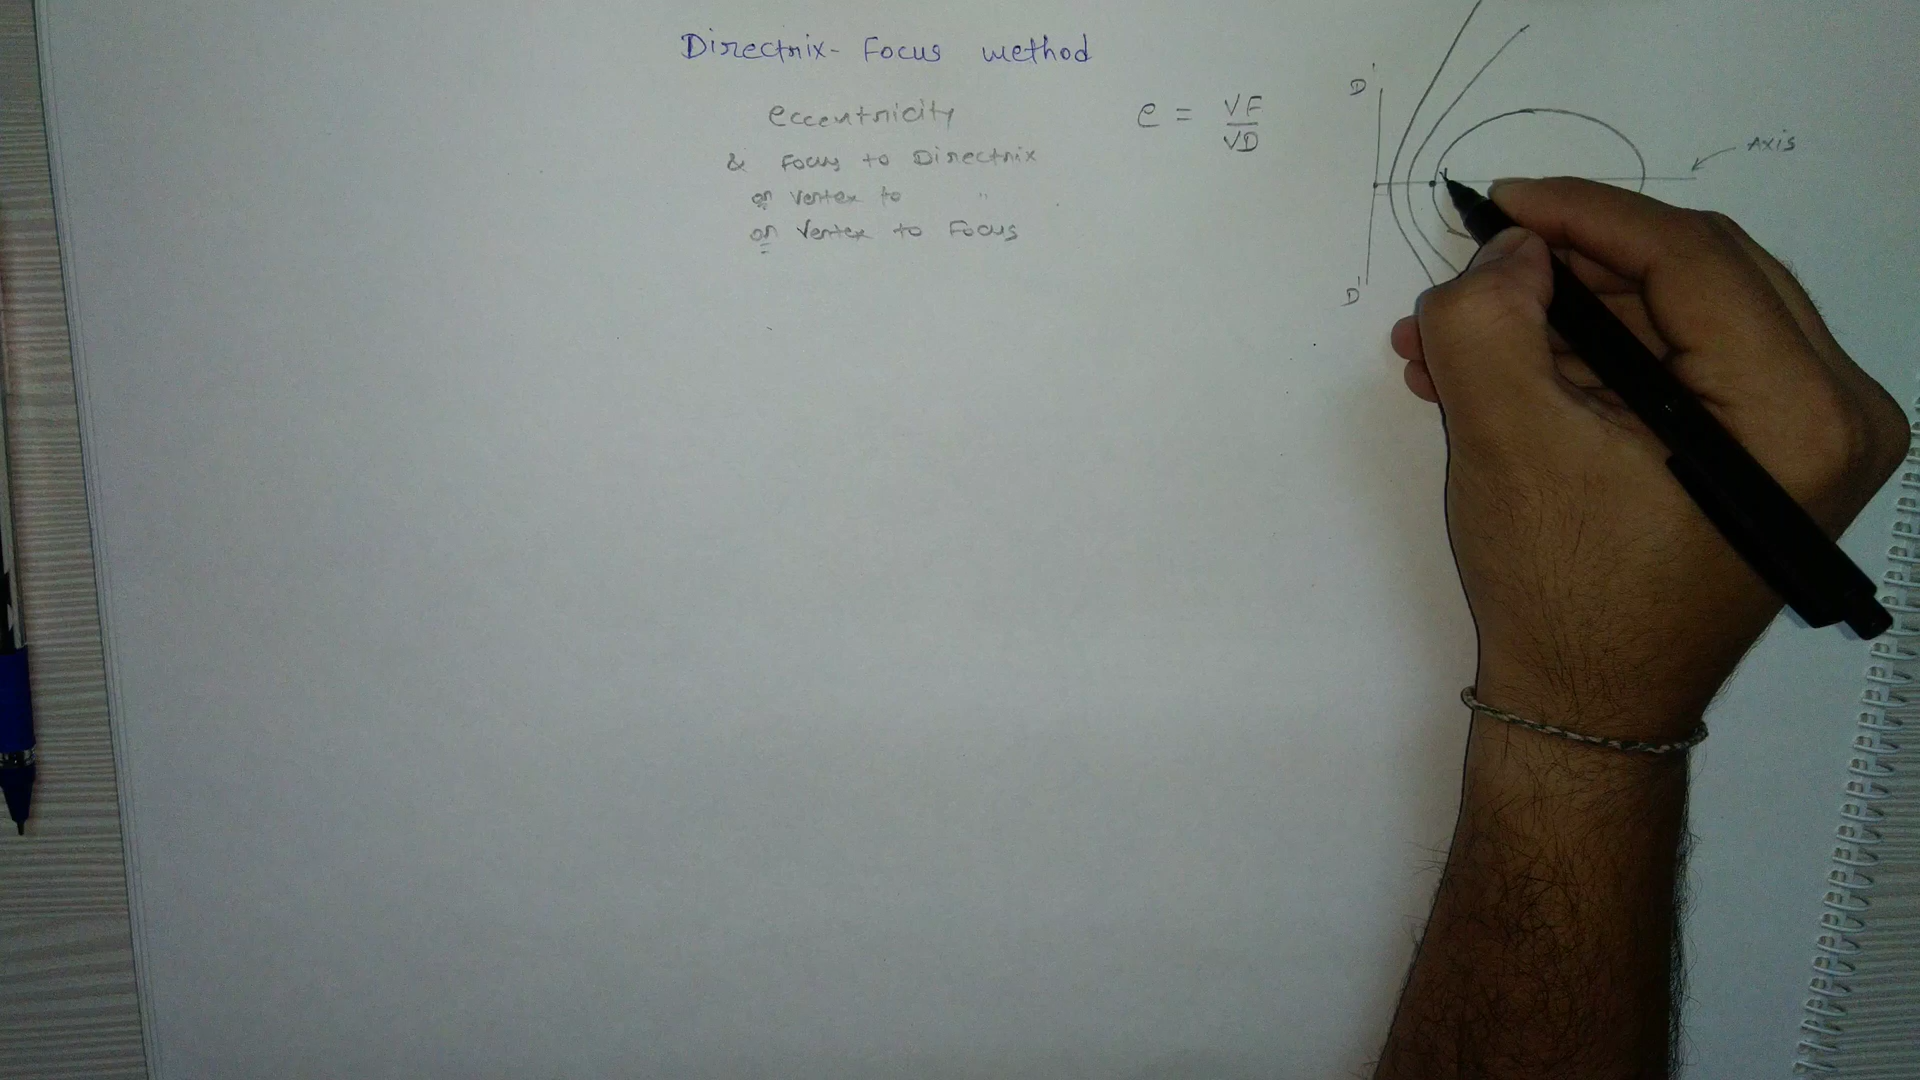 Directrix- Focus method
eccentricity
& Focus to Directrix
or Vertex to "
or Vertex to Focus
e = VF
VD
D'
Axis
V
D'